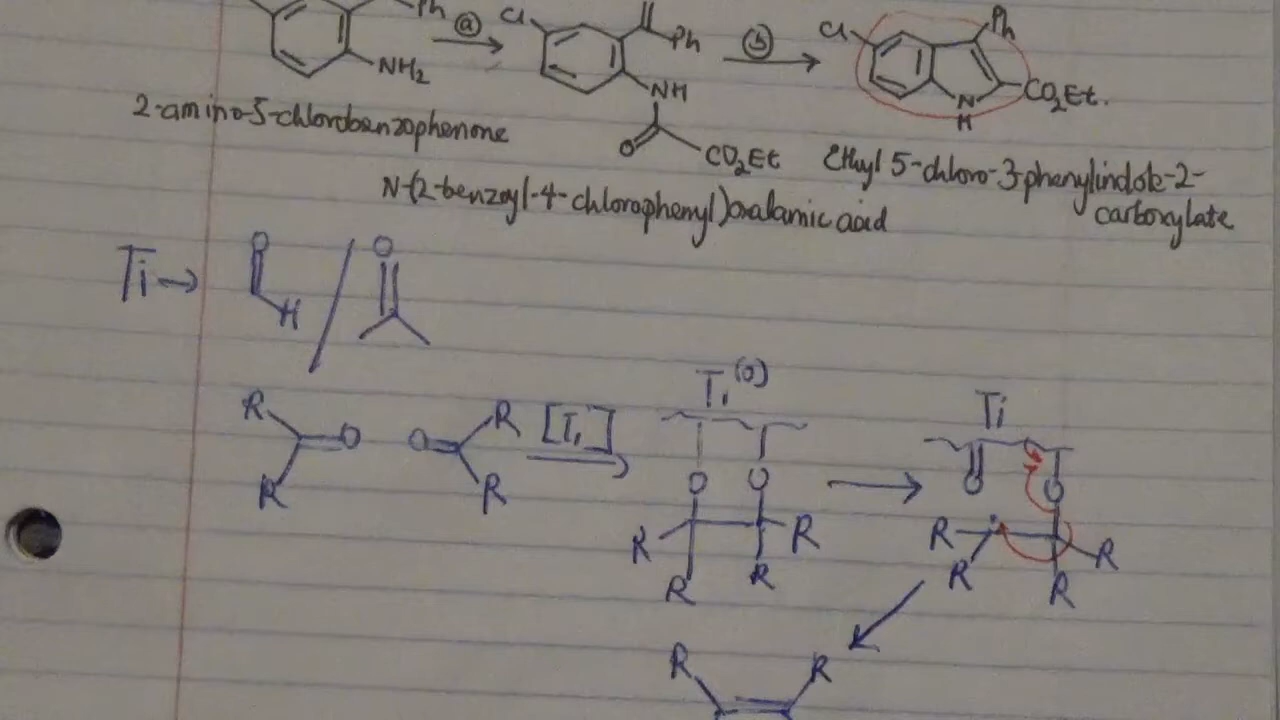 Ph ⓐ Cl Ph ⓑ Cl Ph
NH₂ NH N H CO₂Et.
O CO₂Et
2-amino-5-chlorobenzophenone
Ethyl 5-chloro-3-phenylindole-2-
carboxylate
N-(2-benzoyl-4-chlorophenyl)oxalamic acid
Ti → O H / O
Ti (0) Ti
R O O R [Ti]
R R
O O O O
R R R R
R R R R
R R